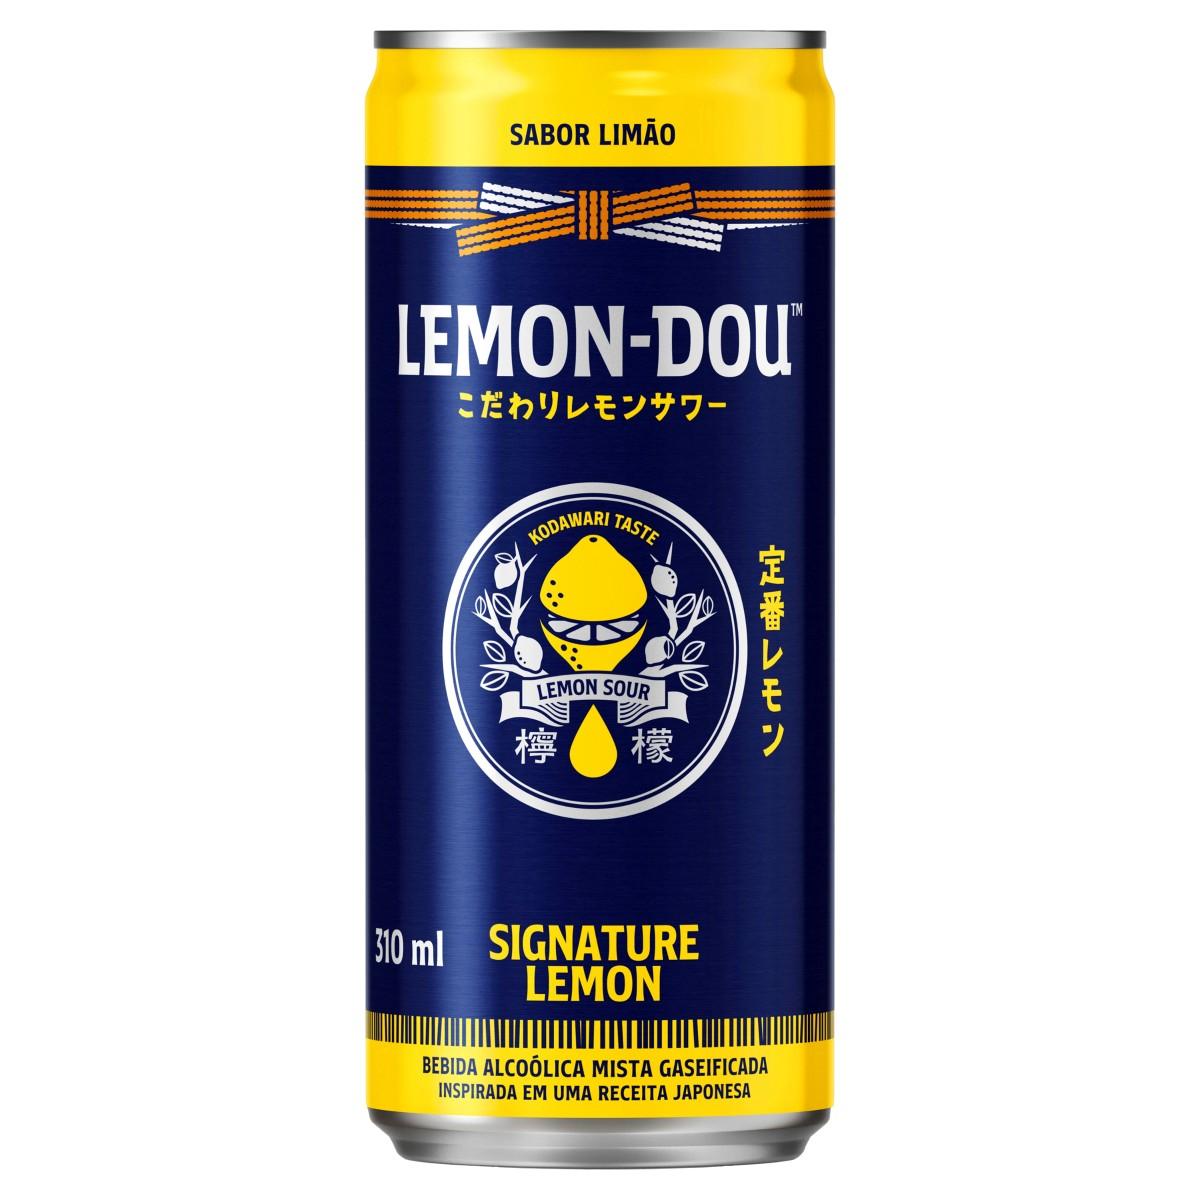 SABOR LIMÃO
LEMON-DOU™
こだわりレモンサワー
KODAWARI TASTE
LEMON SOUR
檸 檬
定番レモン
310 ml
SIGNATURE
LEMON
BEBIDA ALCOÓLICA MISTA GASEIFICADA
INSPIRADA EM UMA RECEITA JAPONESA